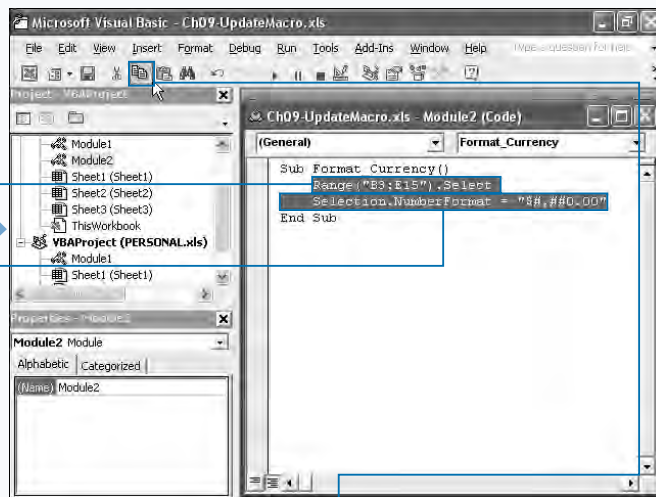 Microsoft Visual Basic - Ch09-UpdateMacro.xls
File Edit View Insert Format Debug Run Tools Add-Ins Window Help Type a question for help
Project - VBAProject
Module1
Module2
Sheet1 (Sheet1)
Sheet2 (Sheet2)
Sheet3 (Sheet3)
ThisWorkbook
VBAProject (PERSONAL.xls)
Module1
Sheet1 (Sheet1)
Properties - Module2
Module2 Module
Alphabetic Categorized
(Name) Module2
Ch09-UpdateMacro.xls - Module2 (Code)
(General) Format_Currency
Sub Format_Currency()
Range("B3:E15").Select
Selection.NumberFormat = "$#,##0.00"
End Sub